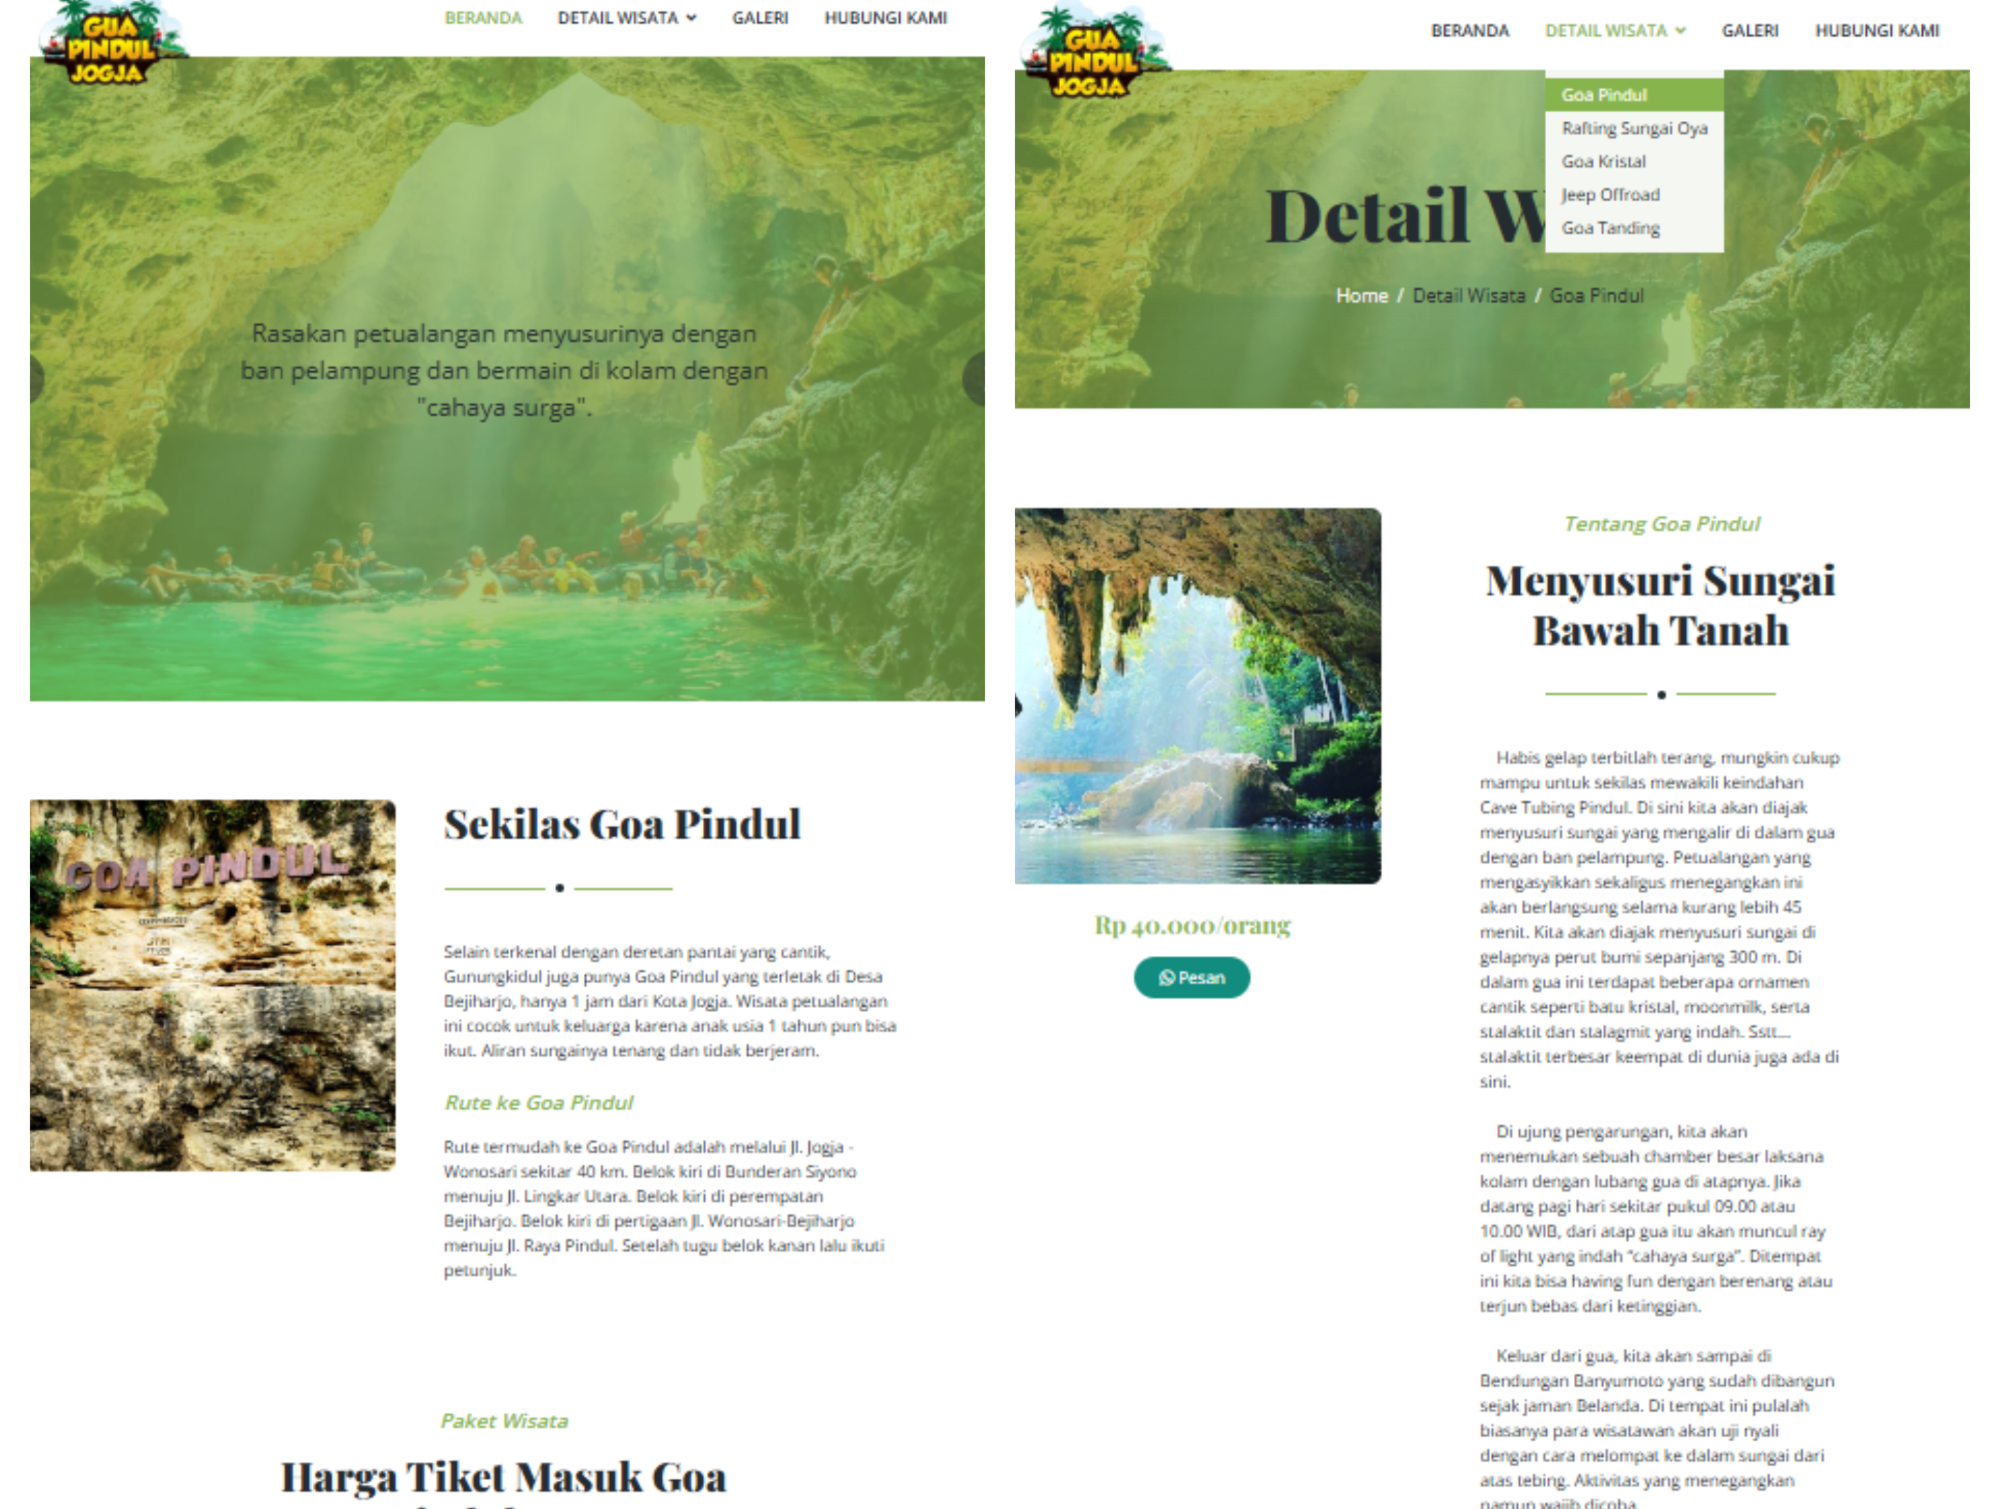 GUA
PINDUL
JOGJA
BERANDA
DETAIL WISATA
GALERI
HUBUNGI KAMI
Rasakan petualangan menyusurinya dengan
ban pelampung dan bermain di kolam dengan
"cahaya surga".
GOA PINDUL
Sekilas Goa Pindul
Selain terkenal dengan deretan pantai yang cantik,
Gunungkidul juga punya Goa Pindul yang terletak di Desa
Bejiharjo, hanya 1 jam dari Kota Jogja. Wisata petualangan
ini cocok untuk keluarga karena anak usia 1 tahun pun bisa
ikut. Aliran sungainya tenang dan tidak berjeram.
Rute ke Goa Pindul
Rute termudah ke Goa Pindul adalah melalui Jl. Jogja -
Wonosari sekitar 40 km. Belok kiri di Bunderan Siyono
menuju Jl. Lingkar Utara. Belok kiri di perempatan
Bejiharjo. Belok kiri di pertigaan Jl. Wonosari-Bejiharjo
menuju Jl. Raya Pindul. Setelah tugu belok kanan lalu ikuti
petunjuk.
Paket Wisata
Harga Tiket Masuk Goa
GUA
PINDUL
JOGJA
BERANDA
DETAIL WISATA
GALERI
HUBUNGI KAMI
Goa Pindul
Rafting Sungai Oya
Goa Kristal
Jeep Offroad
Goa Tanding
Detail W
Home / Detail Wisata / Goa Pindul
Rp 40.000/orang
Pesan
Tentang Goa Pindul
Menyusuri Sungai
Bawah Tanah
Habis gelap terbitlah terang, mungkin cukup
mampu untuk sekilas mewakili keindahan
Cave Tubing Pindul. Di sini kita akan diajak
menyusuri sungai yang mengalir di dalam gua
dengan ban pelampung. Petualangan yang
mengasyikkan sekaligus menegangkan ini
akan berlangsung selama kurang lebih 45
menit. Kita akan diajak menyusuri sungai di
gelapnya perut bumi sepanjang 300 m. Di
dalam gua ini terdapat beberapa ornamen
cantik seperti batu kristal, moonmilk, serta
stalaktit dan stalagmit yang indah. Sstt...
stalaktit terbesar keempat di dunia juga ada di
sini.
Di ujung pengarungan, kita akan
menemukan sebuah chamber besar laksana
kolam dengan lubang gua di atapnya. Jika
datang pagi hari sekitar pukul 09.00 atau
10.00 WIB, dari atap gua itu akan muncul ray
of light yang indah “cahaya surga”. Ditempat
ini kita bisa having fun dengan berenang atau
terjun bebas dari ketinggian.
Keluar dari gua, kita akan sampai di
Bendungan Banyumoto yang sudah dibangun
sejak jaman Belanda. Di tempat ini pulalah
biasanya para wisatawan akan uji nyali
dengan cara melompat ke dalam sungai dari
atas tebing. Aktivitas yang menegangkan
namun wajib dicoba.